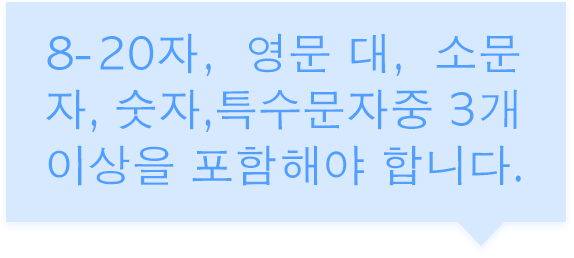 8-20자, 영문 대, 소문
자, 숫자,특수문자중 3개
이상을 포함해야 합니다.